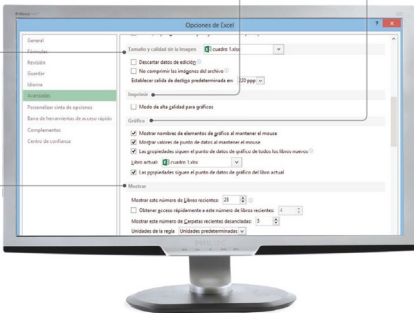 Opciones de Excel
General
Fórmulas
Revisión
Guardar
Idioma
Avanzadas
Personalizar cinta de opciones
Barra de herramientas de acceso rápido
Complementos
Centro de confianza
Tamaño y calidad de la imagen cuadro 1.xlsx
Descartar datos de edición
No comprimir las imágenes del archivo
Establecer salida de destino predeterminada en: 220 ppp
Imprimir
Modo de alta calidad para gráficos
Gráfico
Mostrar nombres de elementos de gráfico al mantener el mouse
Mostrar valores de punto de datos al mantener el mouse
Las propiedades siguen el punto de datos de gráfico de todos los libros nuevos
Libro actual: cuadro 1.xlsx
Las propiedades siguen el punto de datos de gráfico del libro actual
Mostrar
Mostrar este número de Libros recientes: 25
Obtener acceso rápidamente a este número de libros recientes: 4
Mostrar este número de Carpetas recientes desancladas: 5
Unidades de la regla Unidades predeterminadas